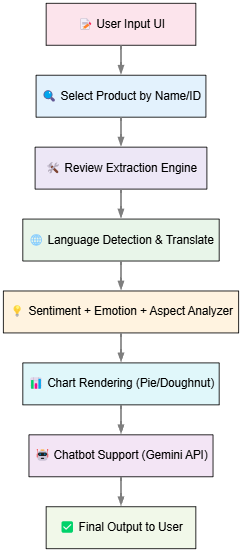 📝 User Input UI
🔍 Select Product by Name/ID
🛠️ Review Extraction Engine
🌐 Language Detection & Translate
💡 Sentiment + Emotion + Aspect Analyzer
📊 Chart Rendering (Pie/Doughnut)
🤖 Chatbot Support (Gemini API)
✅ Final Output to User